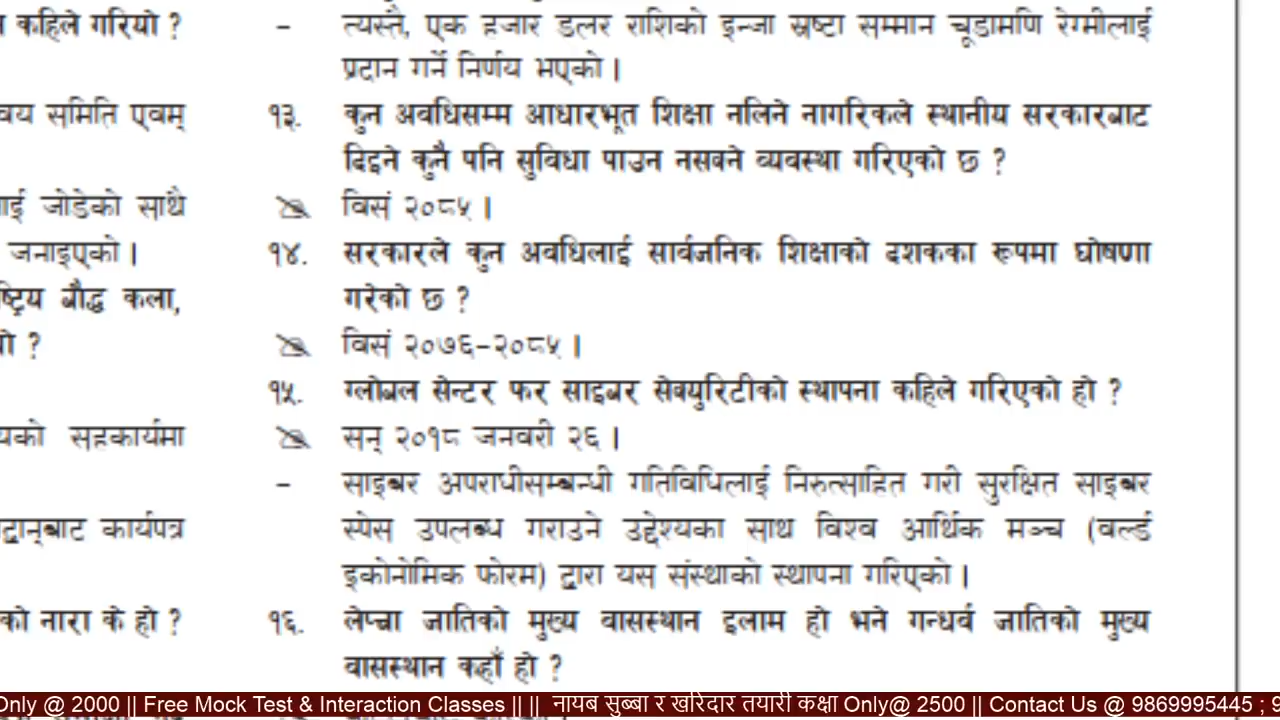 कहिले गरियो ?
वय समिति एवम्
लाई जोडेको साथै
जनाइएको ।
ष्ट्रिय बौद्ध कला,
यो ?
यको सहकार्यमा
द्वान्‌बाट कार्यपत्र
को नारा के हो ?
– त्यस्तै, एक हजार डलर राशिको इन्जा स्रष्टा सम्मान चूडामणि रेग्मीलाई
प्रदान गर्ने निर्णय भएको ।
१३. कुन अवधिसम्म आधारभूत शिक्षा नलिने नागरिकले स्थानीय सरकारबाट
दिइने कुनै पनि सुविधा पाउन नसक्ने व्यवस्था गरिएको छ ?
विसं २०८५ ।
१४. सरकारले कुन अवधिलाई सार्वजनिक शिक्षाको दशकका रूपमा घोषणा
गरेको छ ?
विसं २०७६–२०८५ ।
१५. ग्लोबल सेन्टर फर साइबर सेक्युरिटीको स्थापना कहिले गरिएको हो ?
सन् २०१८ जनवरी २६ ।
– साइबर अपराधीसम्बन्धी गतिविधिलाई निरुत्साहित गरी सुरक्षित साइबर
स्पेस उपलब्ध गराउने उद्देश्यका साथ विश्व आर्थिक मञ्च (वर्ल्ड
इकोनोमिक फोरम) द्वारा यस संस्थाको स्थापना गरिएको ।
१६. लेप्चा जातिको मुख्य वासस्थान इलाम हो भने गन्धर्व जातिको मुख्य
वासस्थान कहाँ हो ?
Only @ 2000 || Free Mock Test & Interaction Classes || || नायब सुब्बा र खरिदार तयारी कक्षा Only@ 2500 || Contact Us @ 9869995445 ; 9